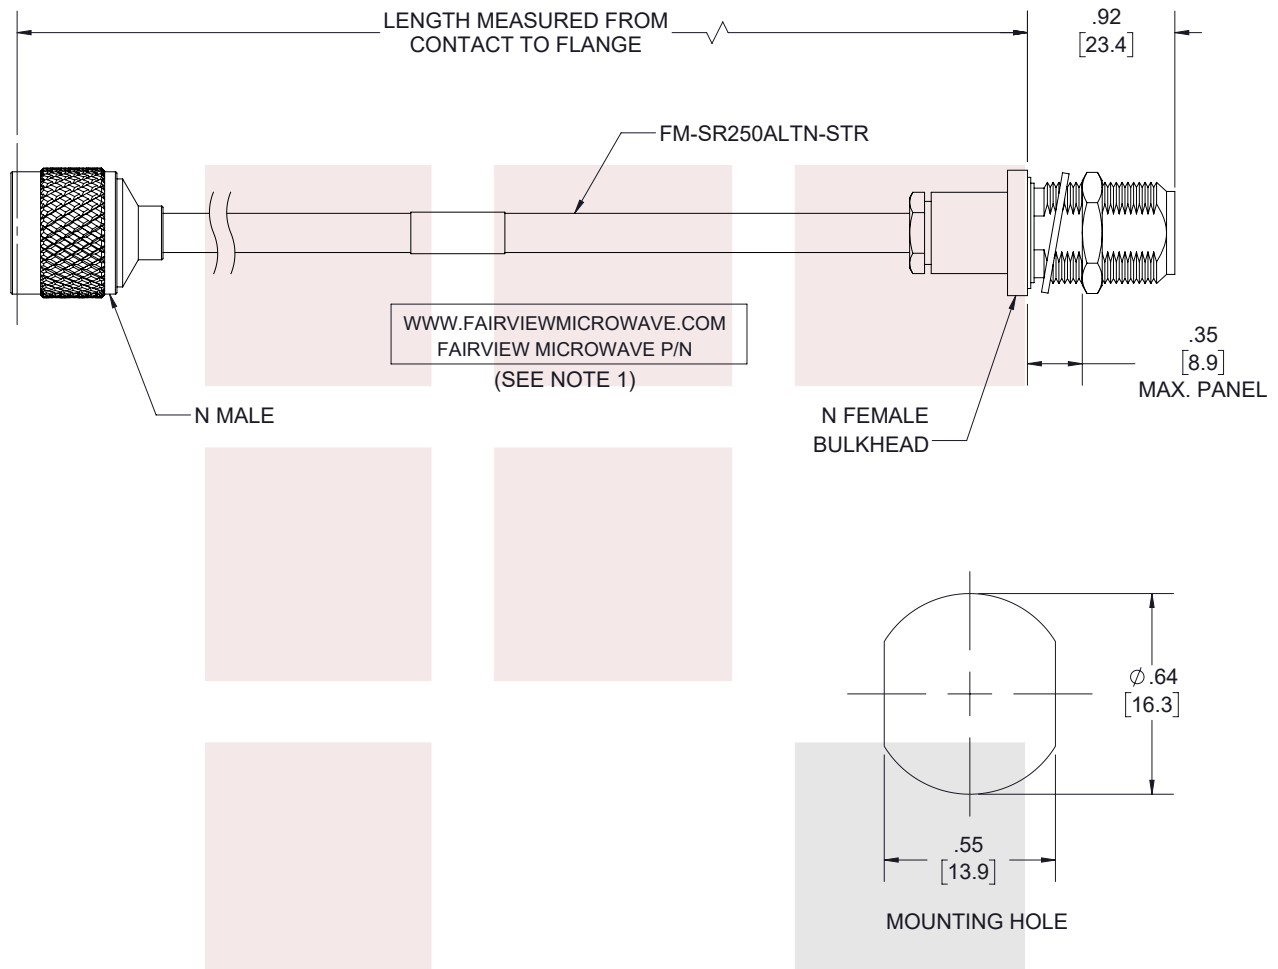 LENGTH MEASURED FROM
CONTACT TO FLANGE
.92
[23.4]
FM-SR250ALTN-STR
WWW.FAIRVIEWMICROWAVE.COM
FAIRVIEW MICROWAVE P/N
(SEE NOTE 1)
.35
[8.9]
MAX. PANEL
N MALE
N FEMALE
BULKHEAD
∅.64
[16.3]
.55
[13.9]
MOUNTING HOLE